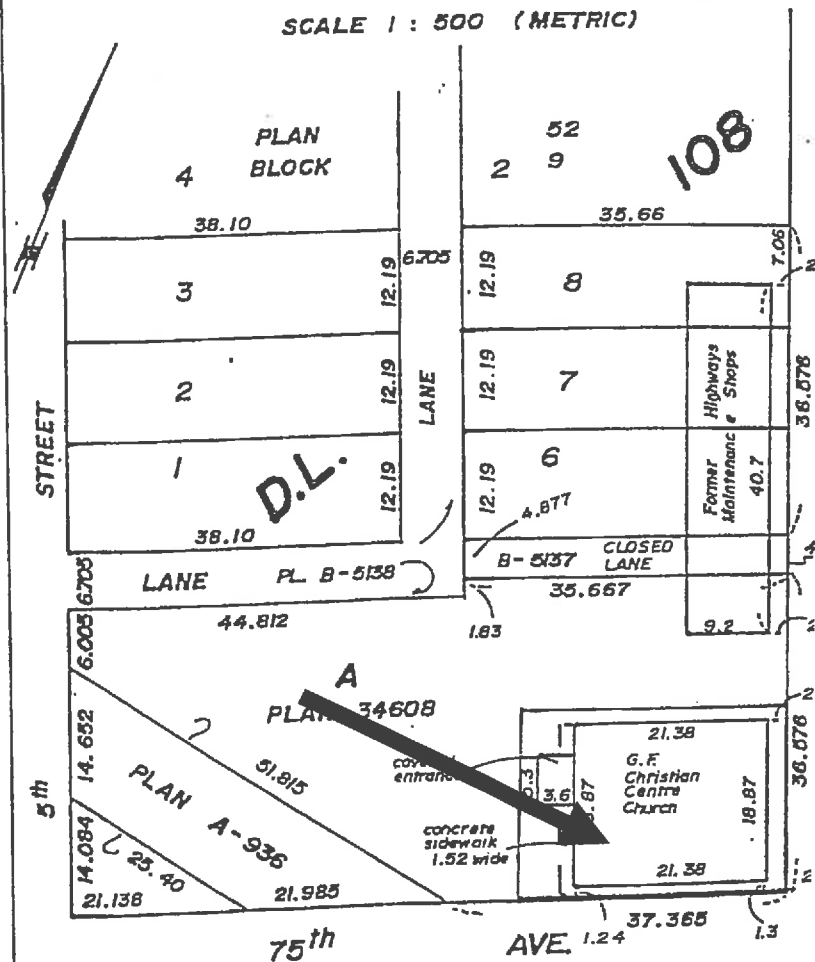 SCALE 1 : 500 (METRIC)
PLAN
BLOCK
52
9
108
4
2
38.10
35.66
7.06
6.705
3
12.19
12.19
8
2
12.19
LANE
12.19
7
Former Highways
Maintenance Shops
40.7
36.576
STREET
1
D.L.
12.19
12.19
6
4.877
38.10
B-5137
CLOSED
LANE
6.705
LANE
PL. B-5138
35.667
44.812
1.83
9.2
2
6.005
A
PLAN 34608
2
21.38
14.652
51.815
entran
G.F.
Christian
Centre
Church
3.6
18.87
36.576
PLAN A-936
concrete
sidewalk
1.52 wide
5th
14.084
25.40
21.38
21.138
21.985
37.365
1.24
1.3
75th AVE.